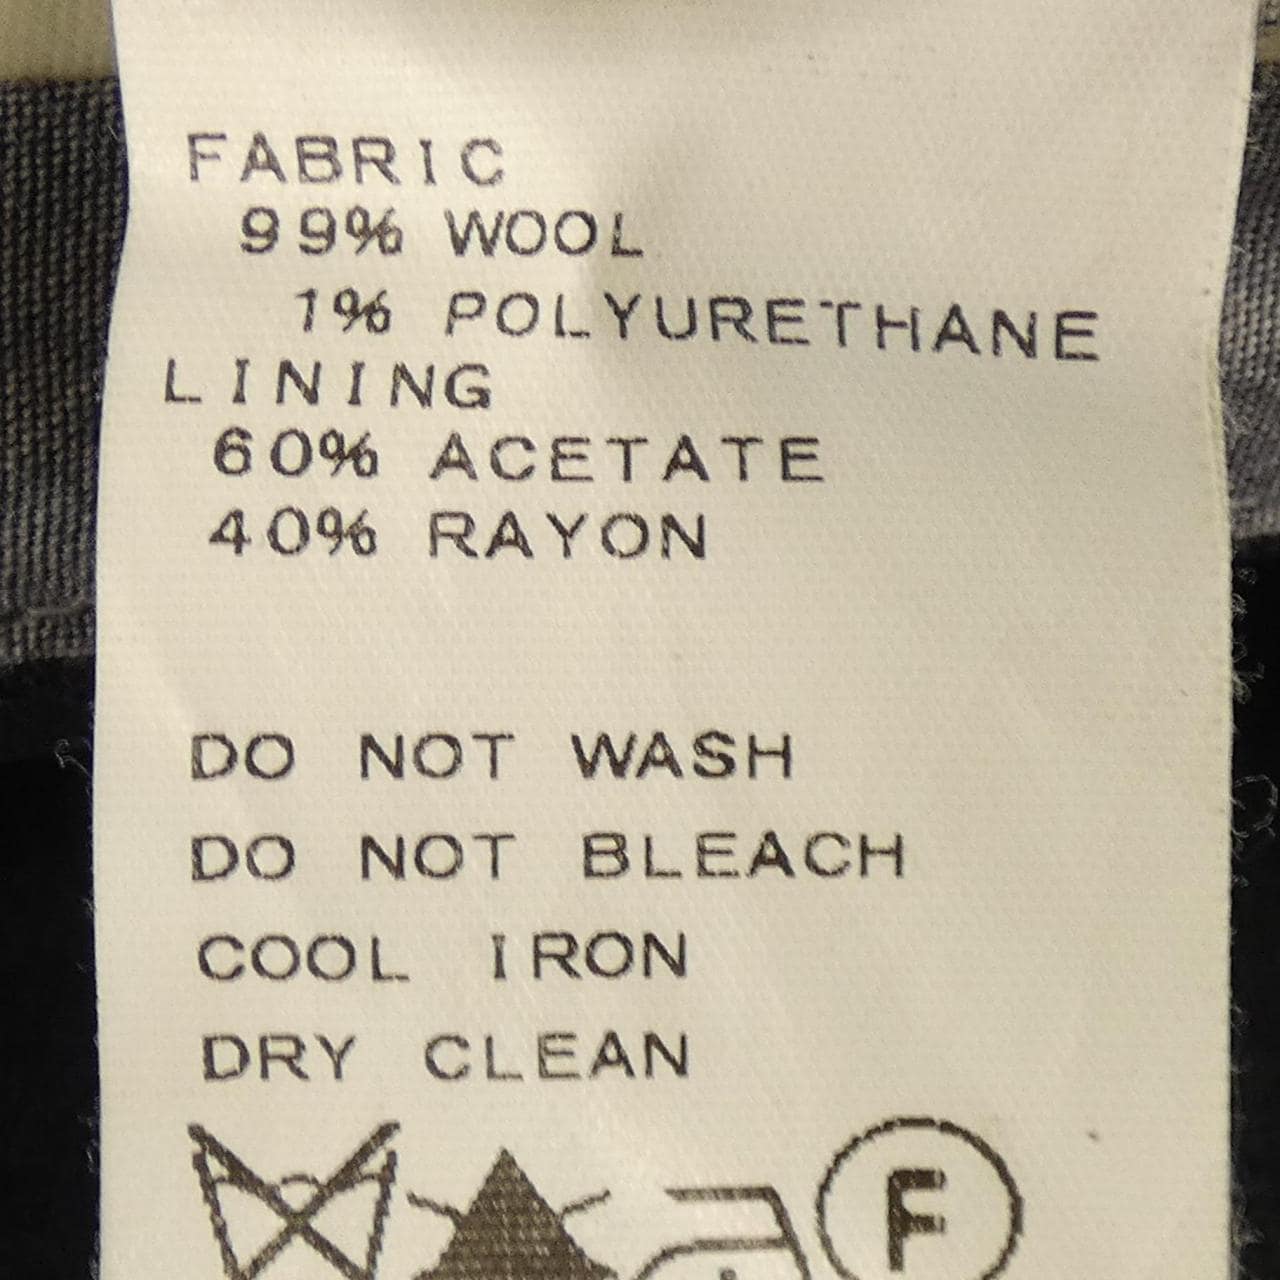 FABRIC
99% WOOL
1% POLYURETHANE
LINING
60% ACETATE
40% RAYON
DO NOT WASH
DO NOT BLEACH
COOL IRON
DRY CLEAN
F